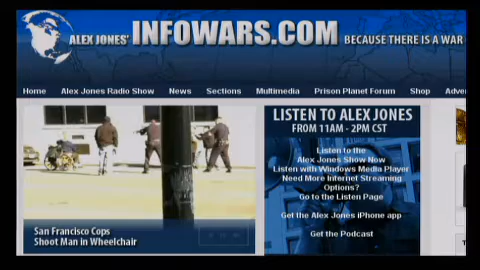 ALEX JONES' INFOWARS.COM BECAUSE THERE IS A WAR
Home Alex Jones Radio Show News Sections Multimedia Prison Planet Forum Shop Adve
LISTEN TO ALEX JONES
FROM 11AM - 2PM CST
Listen to the
Alex Jones Show Now
Listen with Windows Media Player
Need More Internet Streaming
Options?
Go to the Listen Page
Get the Alex Jones iPhone app
Get the Podcast
San Francisco Cops
Shoot Man in Wheelchair